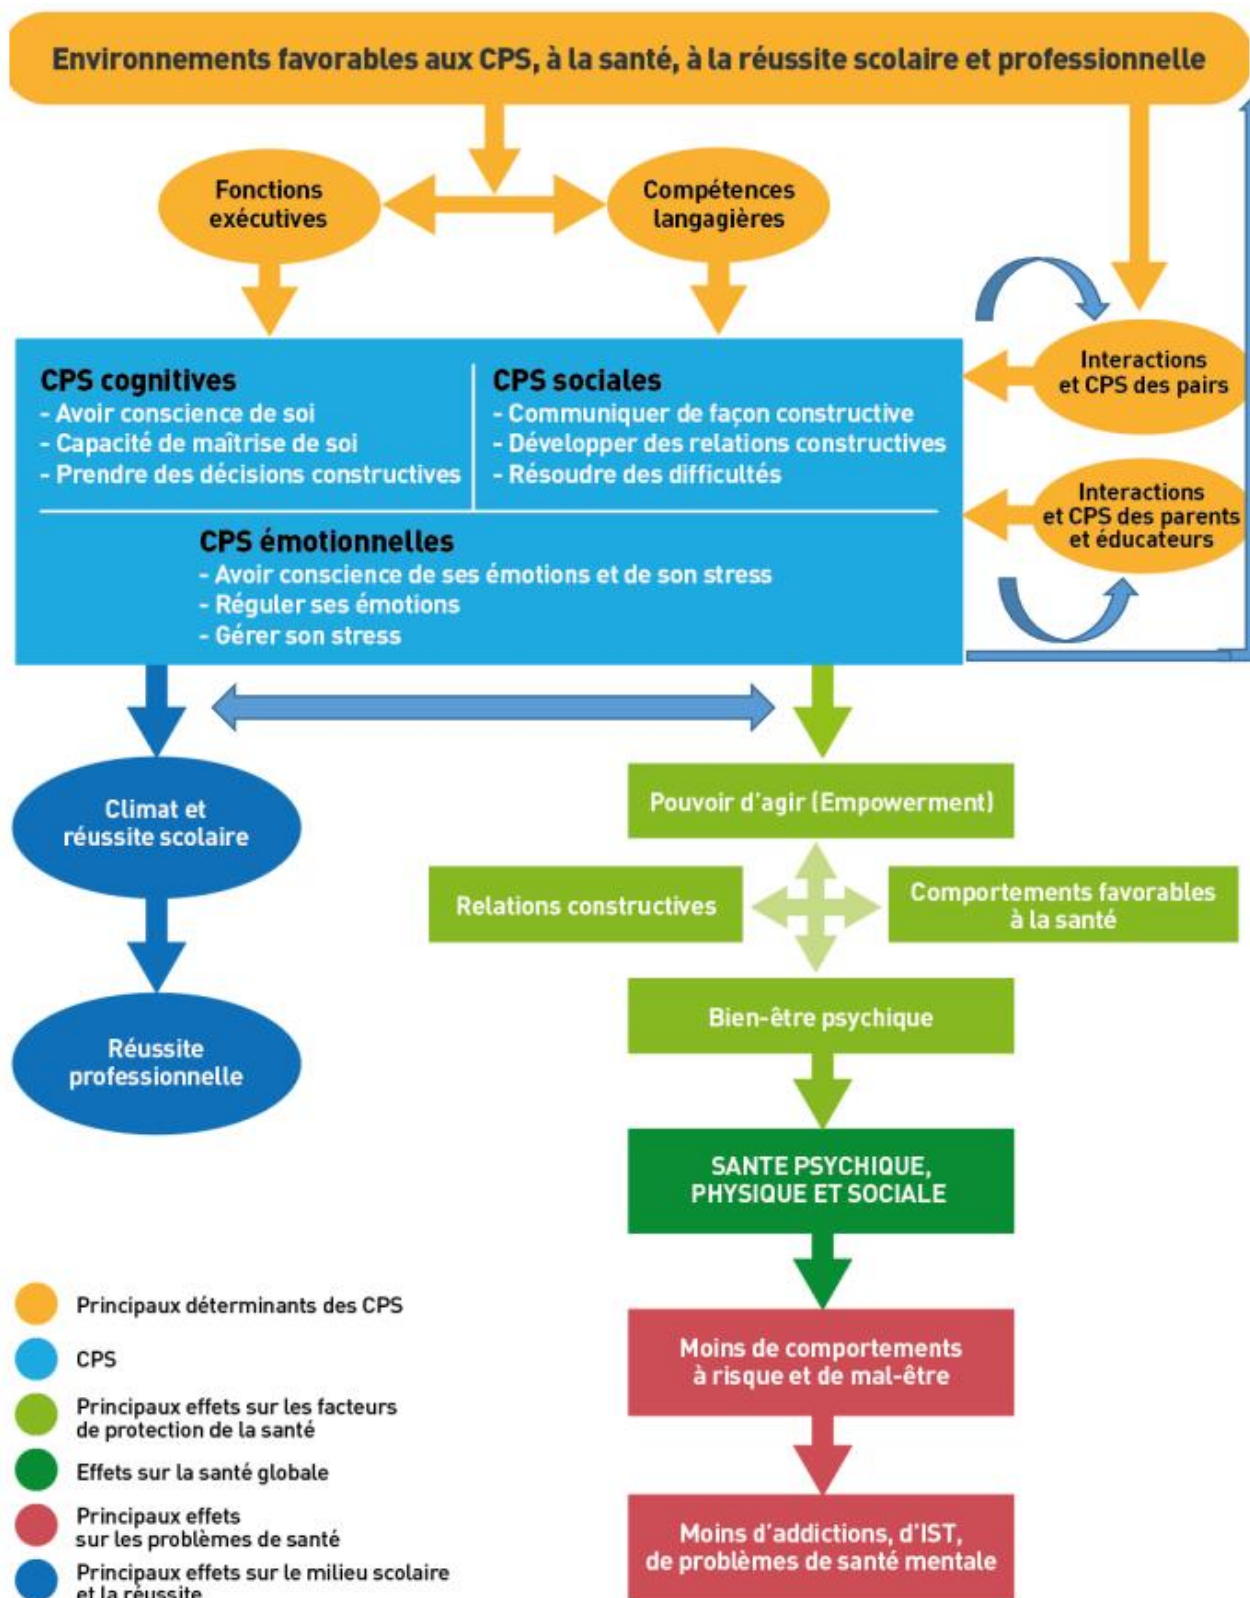 Environnements favorables aux CPS, à la santé, à la réussite scolaire et professionnelle
Fonctions
exécutives
Compétences
langagières
CPS cognitives
- Avoir conscience de soi
- Capacité de maîtrise de soi
- Prendre des décisions constructives
CPS sociales
- Communiquer de façon constructive
- Développer des relations constructives
- Résoudre des difficultés
Interactions
et CPS des pairs
Interactions
et CPS des parents
et éducateurs
CPS émotionnelles
- Avoir conscience de ses émotions et de son stress
- Réguler ses émotions
- Gérer son stress
Climat et
réussite scolaire
Réussite
professionnelle
Pouvoir d'agir (Empowerment)
Relations constructives
Comportements favorables
à la santé
Bien-être psychique
SANTE PSYCHIQUE,
PHYSIQUE ET SOCIALE
Moins de comportements
à risque et de mal-être
Moins d'addictions, d'IST,
de problèmes de santé mentale
Principaux déterminants des CPS
CPS
Principaux effets sur les facteurs
de protection de la santé
Effets sur la santé globale
Principaux effets
sur les problèmes de santé
Principaux effets sur le milieu scolaire
et la réussite